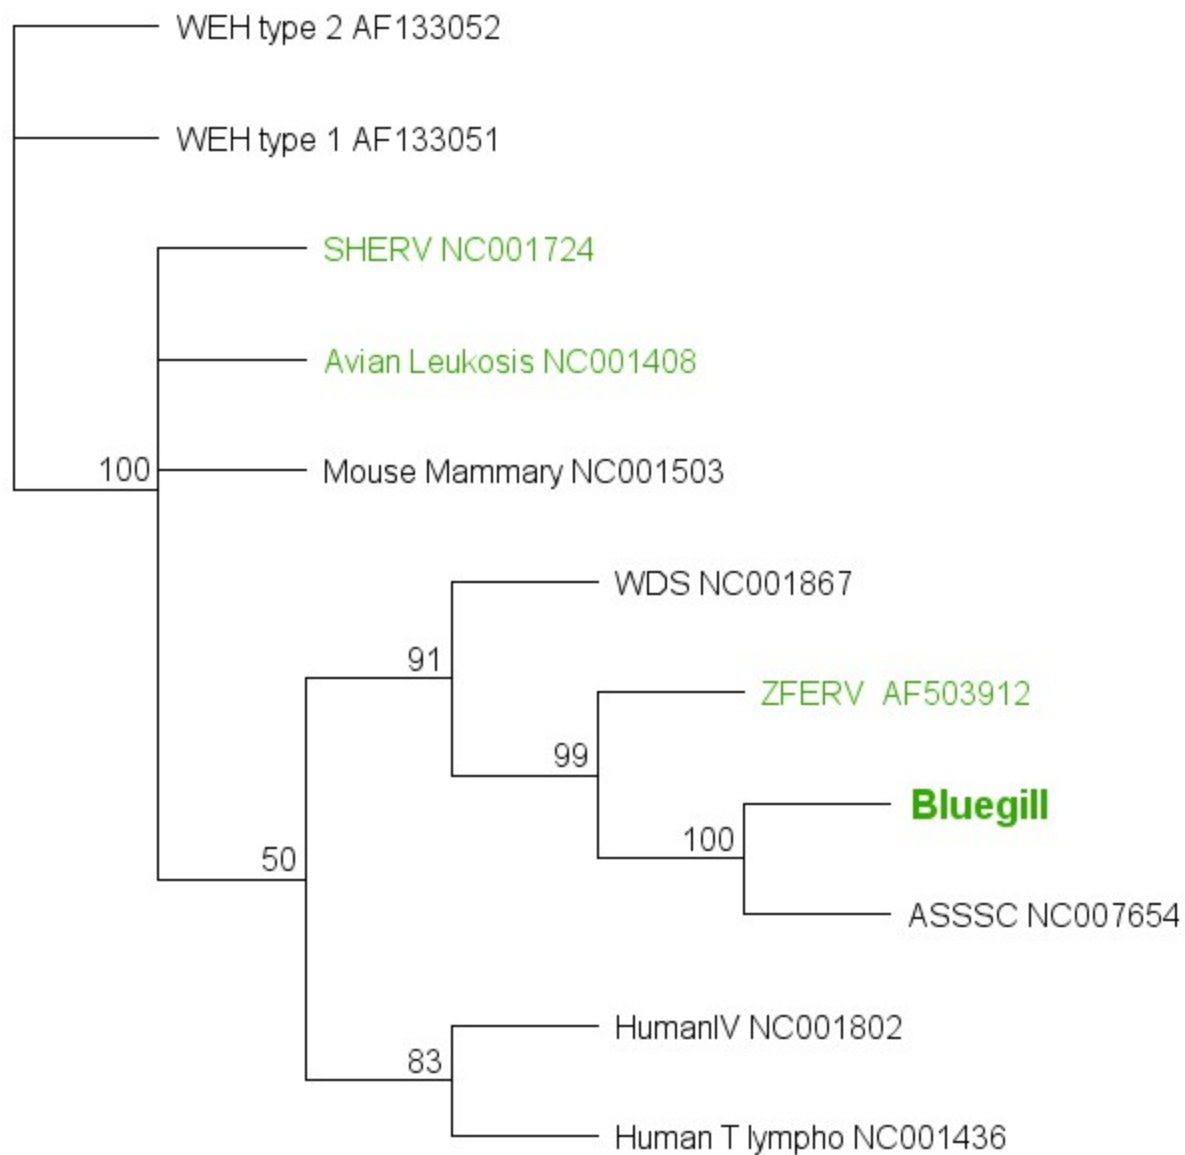 WEH type 2 AF133052
WEH type 1 AF133051
SHERV NC001724
Avian Leukosis NC001408
100
Mouse Mammary NC001503
WDS NC001867
91
ZFERV AF503912
99
Bluegill
100
50
ASSSC NC007654
HumanIV NC001802
83
Human T lympho NC001436